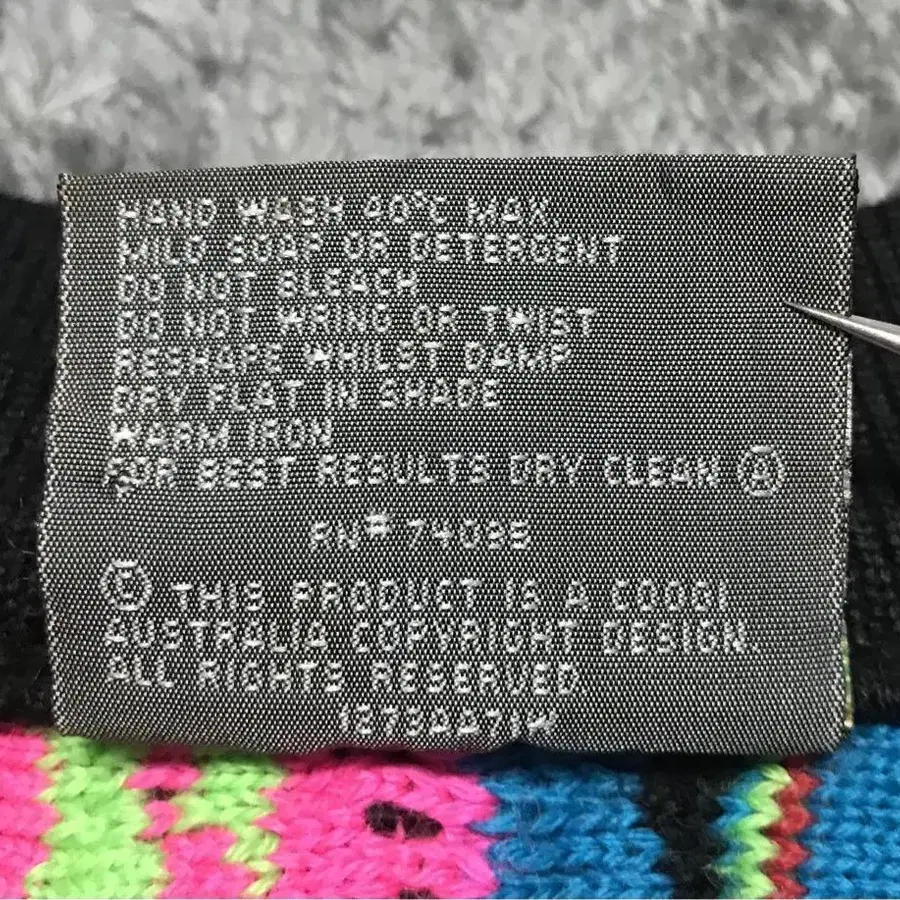 HAND WASH 40°C MAX.
MILD SOAP OR DETERGENT
DO NOT BLEACH
DO NOT WRING OR TWIST
RESHAPE WHILST DAMP
DRY FLAT IN SHADE
WARM IRON
FOR BEST RESULTS DRY CLEAN Ⓐ
RN#
© THIS PRODUCT IS A COOGI
AUSTRALIA COPYRIGHT DESIGN.
ALL RIGHTS RESERVED.